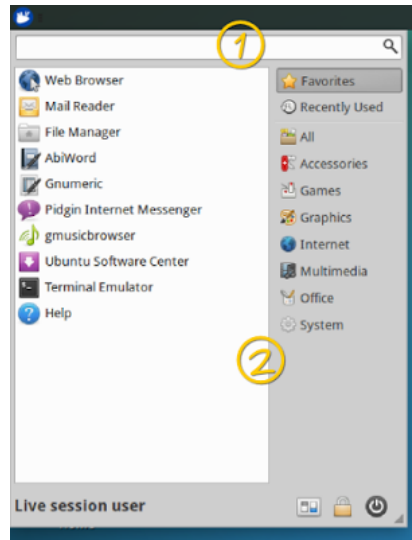 1
Web Browser
Mail Reader
File Manager
AbiWord
Gnumeric
Pidgin Internet Messenger
gmusicbrowser
Ubuntu Software Center
Terminal Emulator
Help
Favorites
Recently Used
All
Accessories
Games
Graphics
Internet
Multimedia
Office
System
2
Live session user